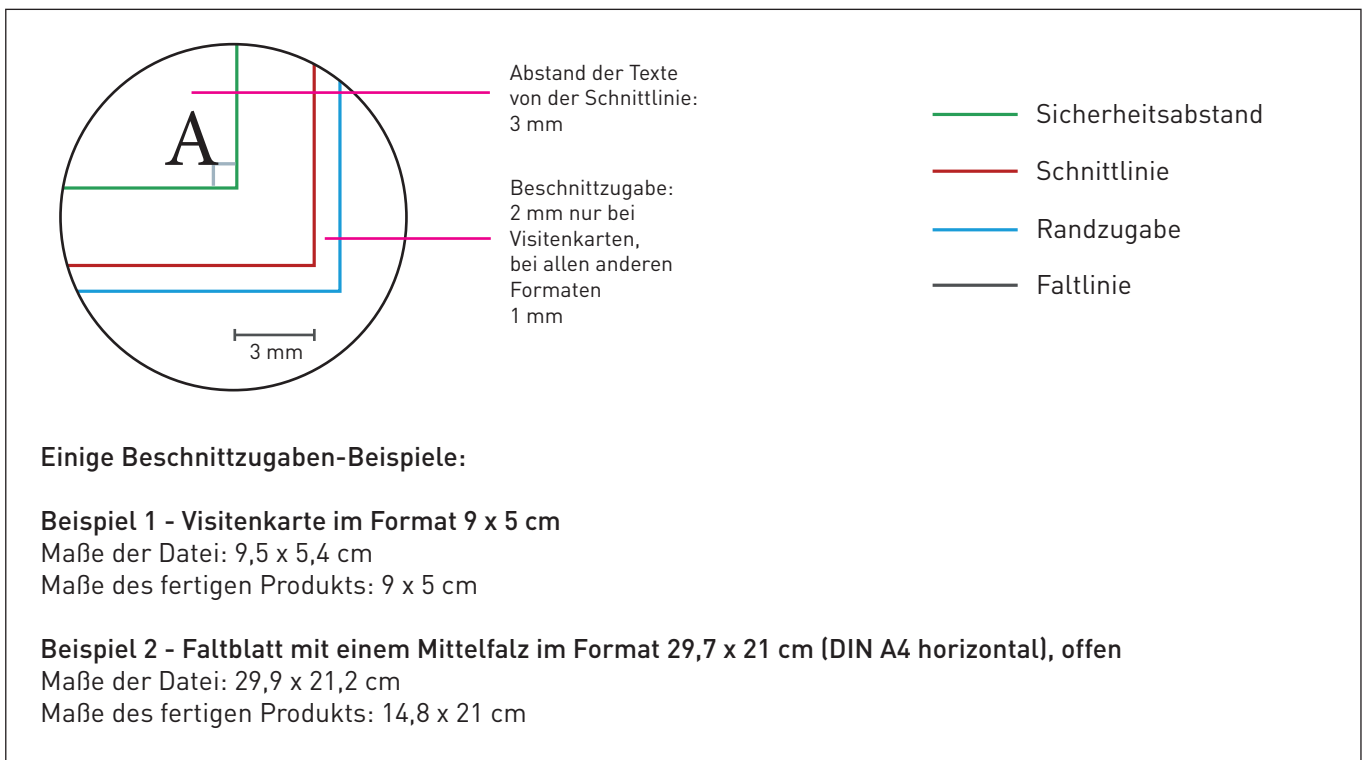 A
Abstand der Texte
von der Schnittlinie:
3 mm
Beschnittzugabe:
2 mm nur bei
Visitenkarten,
bei allen anderen
Formaten
1 mm
3 mm
Sicherheitsabstand
Schnittlinie
Randzugabe
Faltlinie
Einige Beschnittzugaben-Beispiele:
Beispiel 1 - Visitenkarte im Format 9 x 5 cm
Maße der Datei: 9,5 x 5,4 cm
Maße des fertigen Produkts: 9 x 5 cm
Beispiel 2 - Faltblatt mit einem Mittelfalz im Format 29,7 x 21 cm (DIN A4 horizontal), offen
Maße der Datei: 29,9 x 21,2 cm
Maße des fertigen Produkts: 14,8 x 21 cm